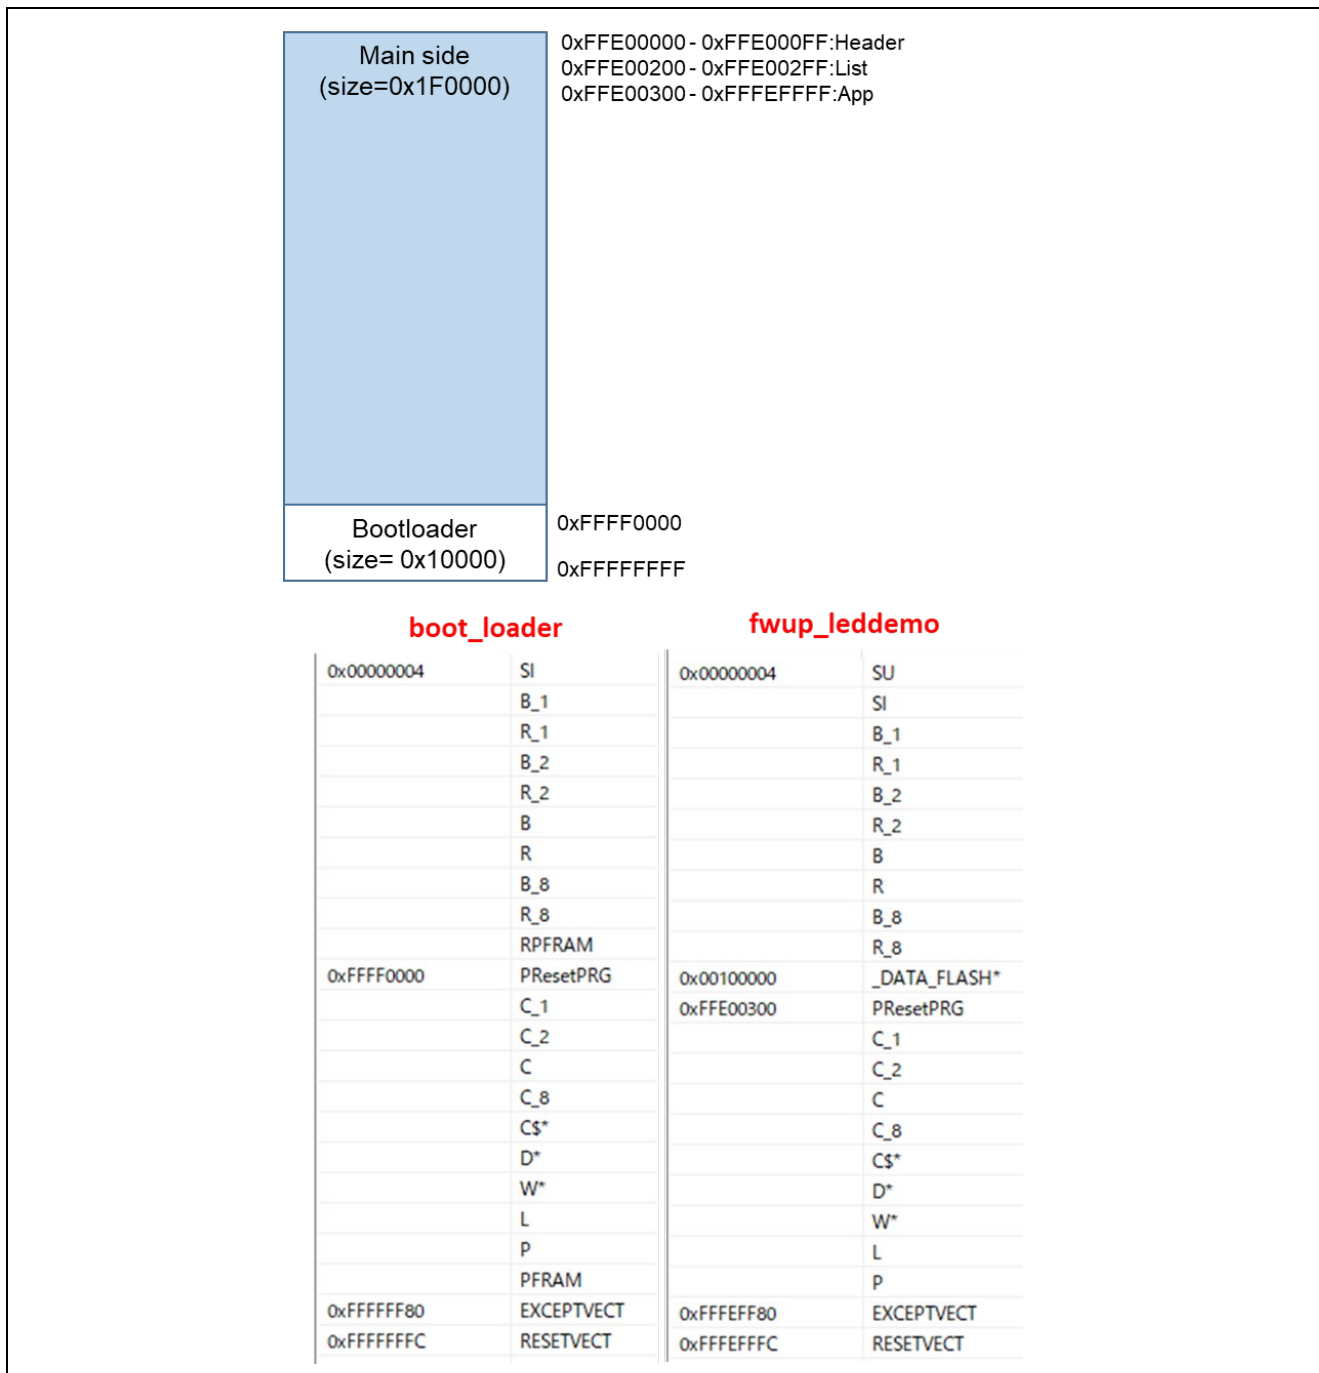 Main side
(size=0x1F0000)
0xFFE00000 - 0xFFE000FF:Header
0xFFE00200 - 0xFFE002FF:List
0xFFE00300 - 0xFFFEFFFF:App
Bootloader
(size= 0x10000)
0xFFFF0000
0xFFFFFFFF
boot_loader
0x00000004 SI
B_1
R_1
B_2
R_2
B
R
B_8
R_8
RPFRAM
0xFFFF0000 PResetPRG
C_1
C_2
C
C_8
C$*
D*
W*
L
P
PFRAM
0xFFFFFF80 EXCEPTVECT
0xFFFFFFFC RESETVECT
fwup_leddemo
0x00000004 SU
SI
B_1
R_1
B_2
R_2
B
R
B_8
R_8
0x00100000 _DATA_FLASH*
0xFFE00300 PResetPRG
C_1
C_2
C
C_8
C$*
D*
W*
L
P
0xFFFEFF80 EXCEPTVECT
0xFFFEFFFC RESETVECT